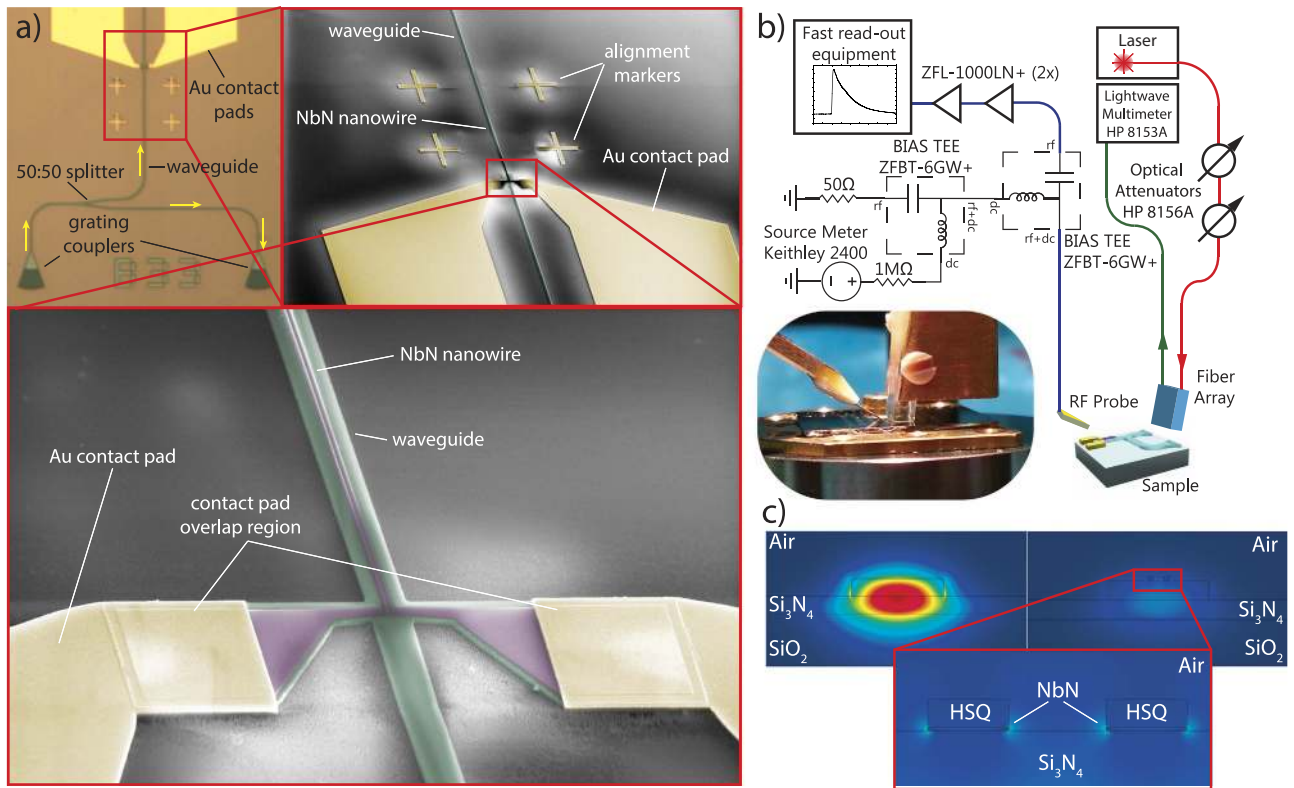 a)
Au contact
pads
waveguide
50:50 splitter
grating
couplers
waveguide
alignment
markers
NbN nanowire
Au contact pad
NbN nanowire
waveguide
Au contact pad
contact pad
overlap region
b)
Fast read-out
equipment
ZFL-1000LN+ (2x)
Laser
Lightwave
Multimeter
HP 8153A
BIAS TEE
ZFBT-6GW+
rf
50Ω
rf
rf+dc
dc
dc
rf+dc
Optical
Attenuators
HP 8156A
BIAS TEE
ZFBT-6GW+
Source Meter
Keithley 2400
1MΩ
Fiber
Array
RF Probe
Sample
c)
Air
Air
Si₃N₄
Si₃N₄
SiO₂
SiO₂
Air
NbN
HSQ
HSQ
Si₃N₄